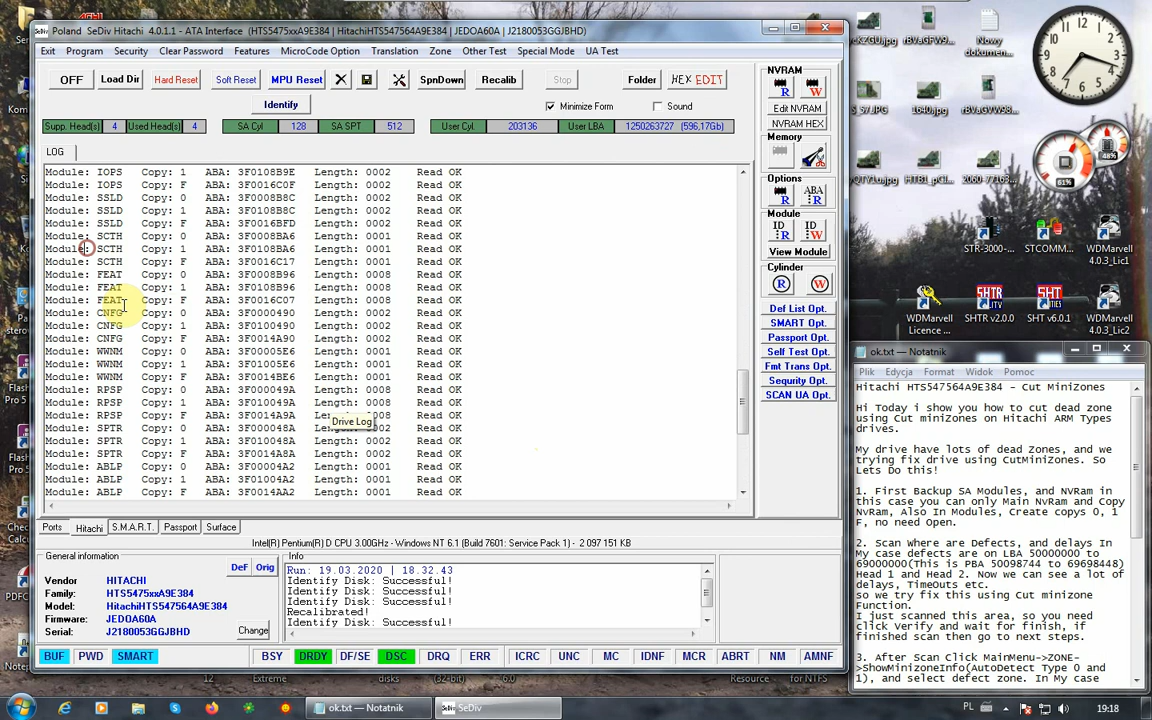 Poland SeDiv Hitachi 4.0.1.1 - ATA Interface (HTS5475xxA9E384 | HitachiHTS547564A9E384 | JEDOA60A | J2180053GGJBHD)
Exit Program Security Clear Password Features MicroCode Option Translation Zone Other Test Special Mode UA Test
OFF Load Dir Hard Reset Soft Reset MPU Reset SpnDown Recalib Stop Folder HEX EDIT
Identify Minimize Form Sound
Supp. Head(s) 4 Used Head(s) 4 SA Cyl 128 SA SPT 512 User Cyl 203136 User LBA 1250263727 (596,17Gb)
LOG
Module: IOPS Copy: 1 ABA: 3F0108B9E Length: 0002 Read OK
Module: IOPS Copy: F ABA: 3F0016C0F Length: 0002 Read OK
Module: SSLD Copy: 0 ABA: 3F0008B8C Length: 0002 Read OK
Module: SSLD Copy: 1 ABA: 3F0108B8C Length: 0002 Read OK
Module: SSLD Copy: F ABA: 3F0016BFD Length: 0002 Read OK
Module: SCTH Copy: 0 ABA: 3F0008BA6 Length: 0001 Read OK
Module: SCTH Copy: 1 ABA: 3F0108BA6 Length: 0001 Read OK
Module: SCTH Copy: F ABA: 3F0016C17 Length: 0001 Read OK
Module: FEAT Copy: 0 ABA: 3F0008B96 Length: 0008 Read OK
Module: FEAT Copy: 1 ABA: 3F0108B96 Length: 0008 Read OK
Module: FEAT Copy: F ABA: 3F0016C07 Length: 0008 Read OK
Module: CNFG Copy: 0 ABA: 3F0000490 Length: 0002 Read OK
Module: CNFG Copy: 1 ABA: 3F0100490 Length: 0002 Read OK
Module: CNFG Copy: F ABA: 3F0014A90 Length: 0002 Read OK
Module: WWNM Copy: 0 ABA: 3F00005E6 Length: 0001 Read OK
Module: WWNM Copy: 1 ABA: 3F01005E6 Length: 0001 Read OK
Module: WWNM Copy: F ABA: 3F0014BE6 Length: 0001 Read OK
Module: RPSP Copy: 0 ABA: 3F000049A Length: 0008 Read OK
Module: RPSP Copy: 1 ABA: 3F010049A Length: 0008 Read OK
Module: RPSP Copy: F ABA: 3F0014A9A 008 Read OK
Drive Log
Module: SPTR Copy: 0 ABA: 3F000048A 0002 Read OK
Module: SPTR Copy: 1 ABA: 3F010048A Length: 0002 Read OK
Module: SPTR Copy: F ABA: 3F0014A8A Length: 0002 Read OK
Module: ABLP Copy: 0 ABA: 3F00004A2 Length: 0001 Read OK
Module: ABLP Copy: 1 ABA: 3F01004A2 Length: 0001 Read OK
Module: ABLP Copy: F ABA: 3F0014AA2 Length: 0001 Read OK
NVRAM
R W
Edit NVRAM
NVRAM HEX
Memory
Options
R ABA R
Module
ID R ID W
View Module
Cylinder
R W
Def List Opt.
SMART Opt.
Passport Opt.
Self Test Opt.
Fmt Trans Opt.
Sequrity Opt.
SCAN UA Opt.
Ports Hitachi S.M.A.R.T. Passport Surface
Intel(R) Pentium(R) D CPU 3.00GHz - Windows NT 6.1 (Build 7601: Service Pack 1) - 2 097 151 KB
General information
Def Orig
Vendor HITACHI
Family: HTS5475xxA9E384
Model: HitachiHTS547564A9E384
Firmware: JEDOA60A
Serial: J2180053GGJBHD
Change
Info
Run: 19.03.2020 | 18.32.43
Identify Disk: Successful!
Identify Disk: Successful!
Identify Disk: Successful!
Recalibrated!
Identify Disk: Successful!
BUF PWD SMART BSY DRDY DF/SE DSC DRQ ERR ICRC UNC MC IDNF MCR ABRT NM AMNF
Nowy
dokumen...
1640.jpg
STR-3000-...
STCOMM...
WDMarvell
4.0.3_Lic1
WDMarvell
Licence ...
SHTR v2.0.0
SHT v6.0.1
WDMarvell
4.0.3_Lic2
61%
48%
ok.txt — Notatnik
Plik Edycja Format Widok Pomoc
Hitachi HTS547564A9E384 - Cut MiniZones
Hi Today i show you how to cut dead zone
using Cut miniZones on Hitachi ARM Types
drives.
My drive have lots of dead Zones, and we
trying fix drive using CutMiniZones. So
Lets Do this!
1. First Backup SA Modules, and NVRam in
this case you can only Main NvRam and Copy
NvRam, Also In Modules, Create copys 0, 1
F, no need Open.
2. Scan where are Defects, and delays In
My case defects are on LBA 50000000 to
69000000(This is PBA 50098744 to 69698448)
Head 1 and Head 2. Now we can see a lot of
delays, TimeOuts etc.
so we try fix this using Cut minizone
Function.
I just scanned this area, so you need
click Verify and wait for finish, if
finished scan then go to next steps.
3. After Scan Click MainMenu->ZONE-
>ShowMinizoneInfo(AutoDetect Type 0 and
1), and select defect zone. In My case
12 Extreme disks (32-bit) 6.0 Resource for NTFS
ok.txt — Notatnik
SeDiv
PL
19:18